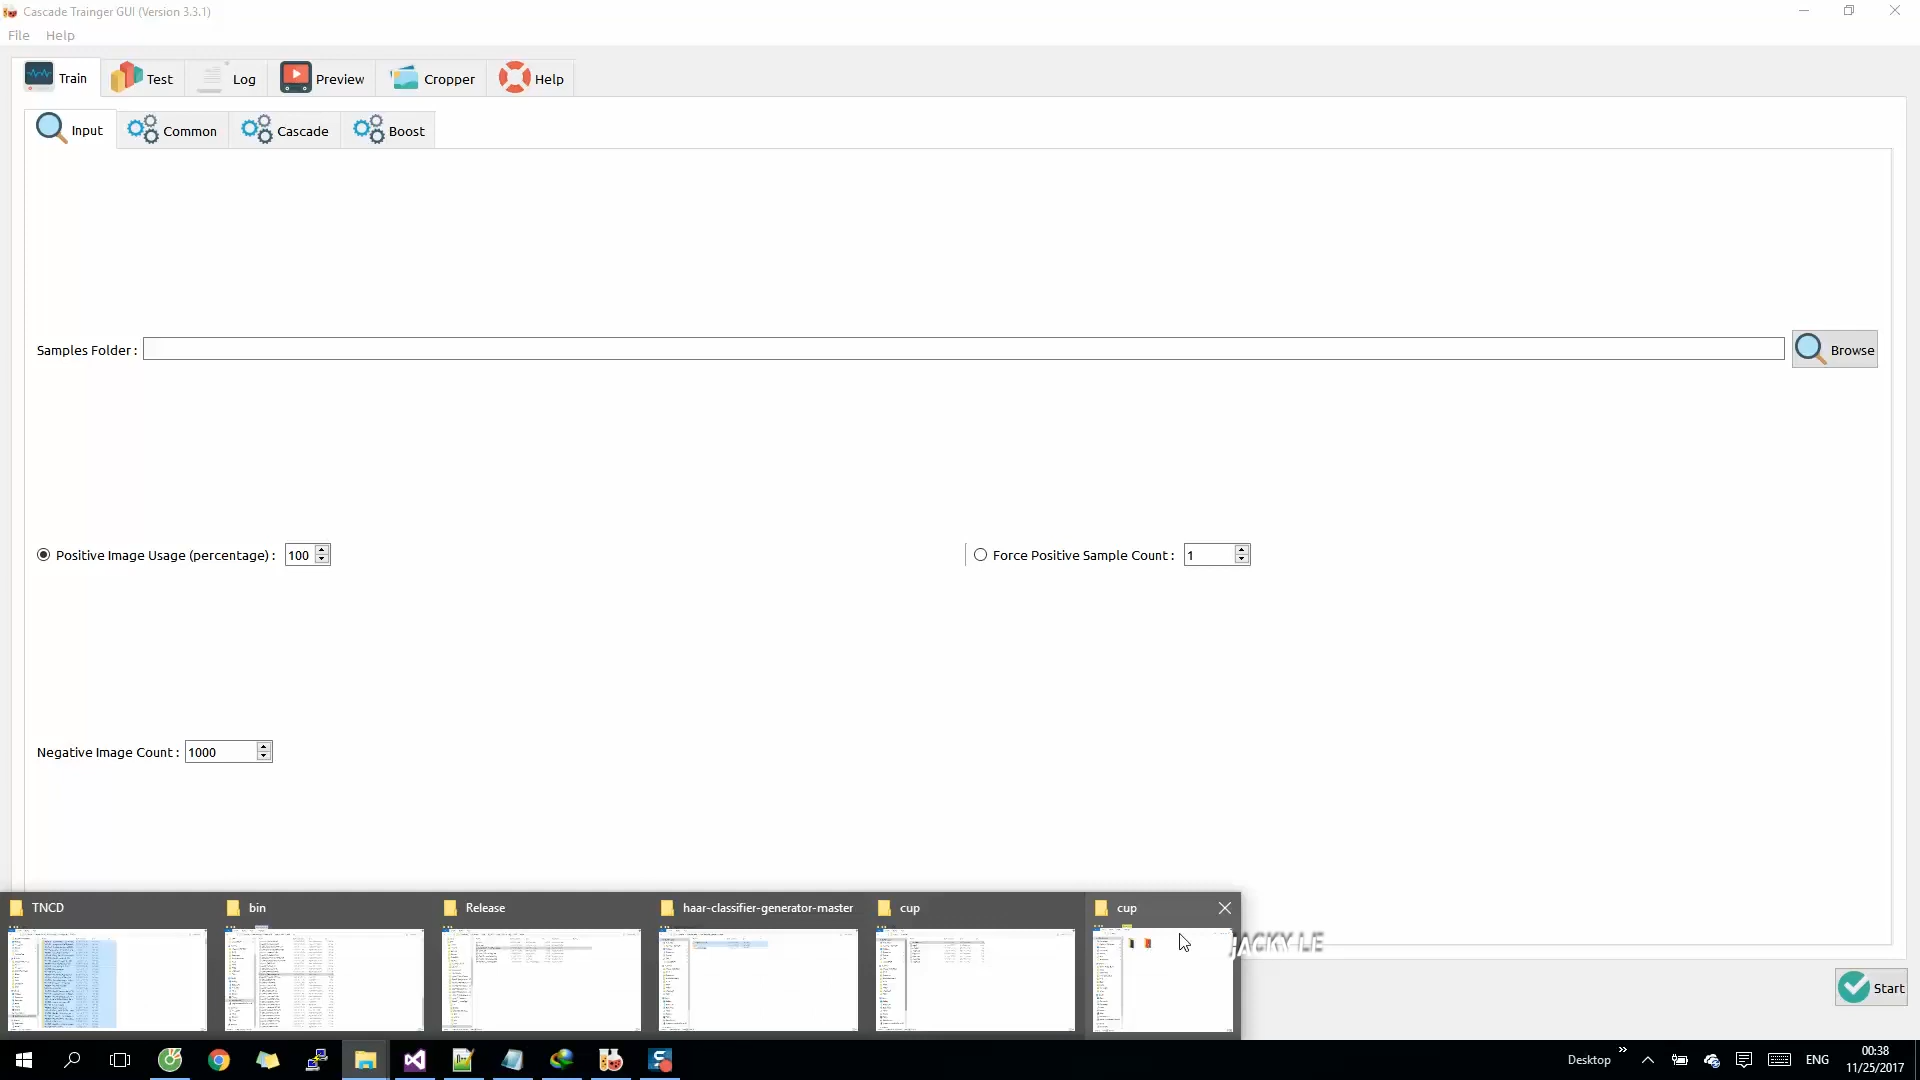 Cascade Trainger GUI (Version 3.3.1)
File Help
Train Test Log Preview Cropper Help
Input Common Cascade Boost
Samples Folder : Browse
Positive Image Usage (percentage) : 100 Force Positive Sample Count : 1
Negative Image Count : 1000
TNCD bin Release haar-classifier-generator-master cup cup
JACKY LE
Start
Desktop ENG 00:38
11/25/2017